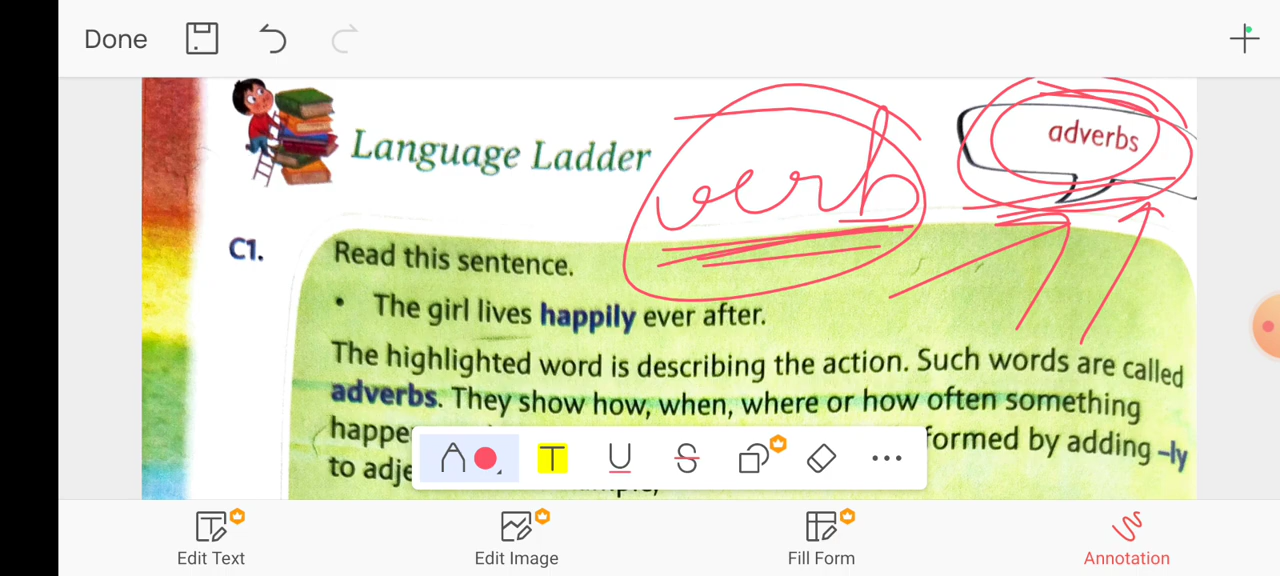 Done
Language Ladder
verb
adverbs
C1.
Read this sentence.
• The girl lives happily ever after.
The highlighted word is describing the action. Such words are called
adverbs. They show how, when, where or how often something
formed by adding –ly
to
Edit Text
Edit Image
Fill Form
Annotation